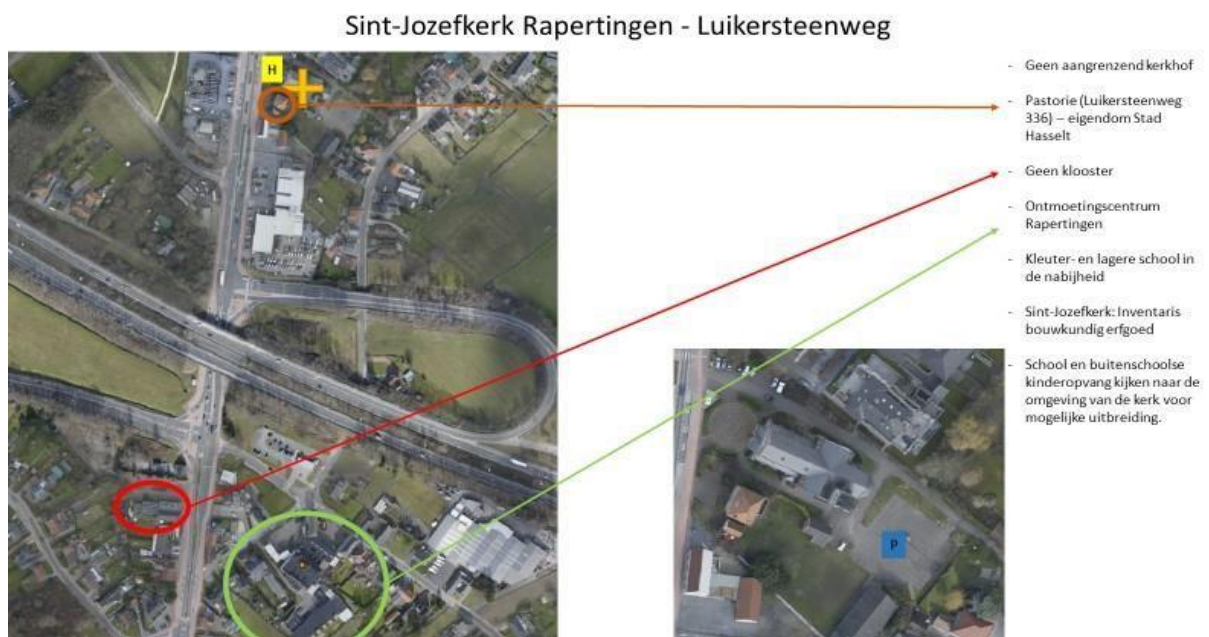 Sint-Jozefkerk Rapertingen - Luikersteenweg
H
- Geen aangrenzend kerkhof
- Pastorie (Luikersteenweg
336) – eigendom Stad
Hasselt
- Geen klooster
- Ontmoetingscentrum
Rapertingen
- Kleuter- en lagere school in
de nabijheid
- Sint-Jozefkerk: Inventaris
bouwkundig erfgoed
- School en buitenschoolse
kinderopvang kijken naar de
omgeving van de kerk voor
mogelijke uitbreiding.
P